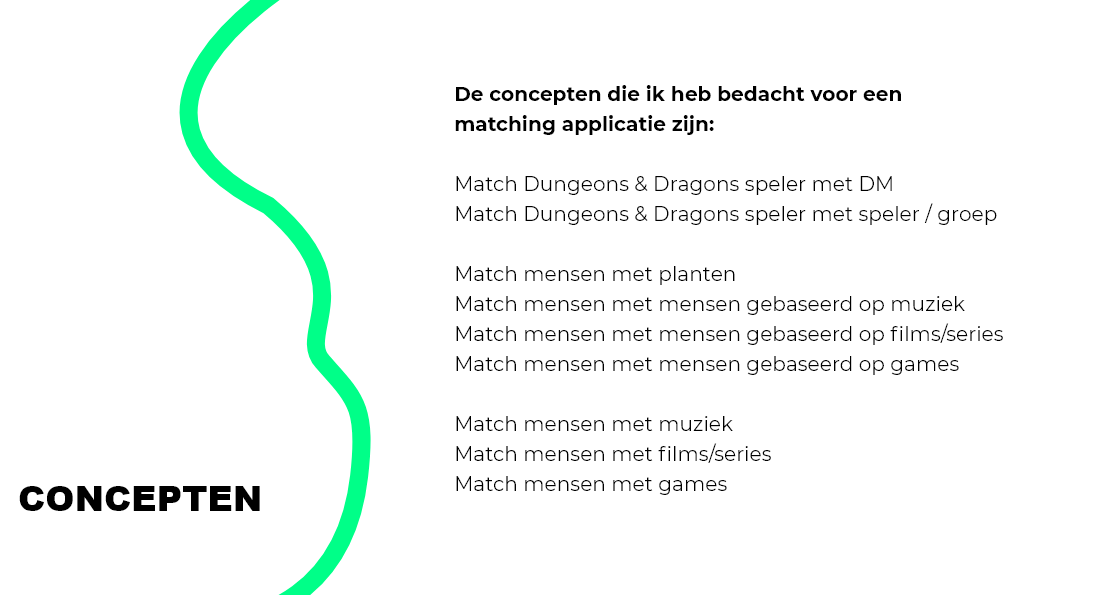 De concepten die ik heb bedacht voor een
matching applicatie zijn:
Match Dungeons & Dragons speler met DM
Match Dungeons & Dragons speler met speler / groep
Match mensen met planten
Match mensen met mensen gebaseerd op muziek
Match mensen met mensen gebaseerd op films/series
Match mensen met mensen gebaseerd op games
Match mensen met muziek
Match mensen met films/series
Match mensen met games
CONCEPTEN